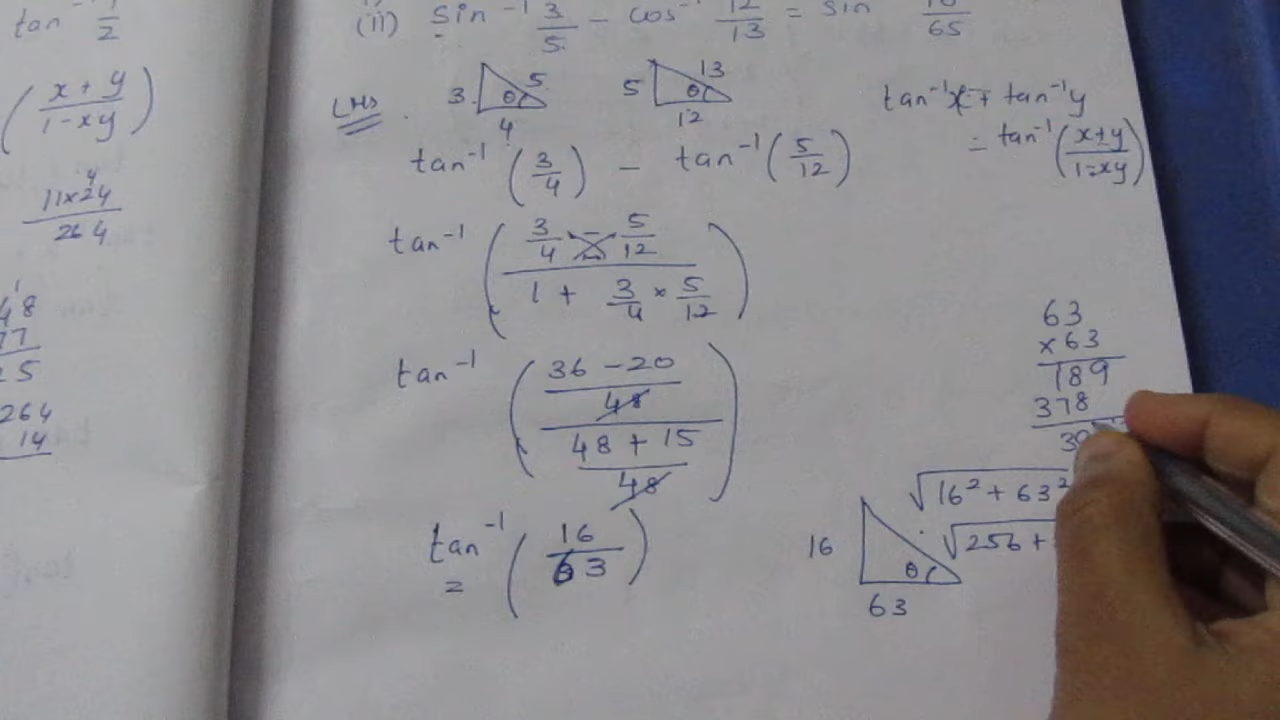 tan⁻¹ 1/2
(x + y / 1 - xy)
11 x 24 / 264
4
48
77
264
14
(ii) sin⁻¹ 3/5 - cos⁻¹ 12/13 = sin 16/65
LHS
3 5 θ 4
5 13 θ 12
tan⁻¹ (3/4) - tan⁻¹ (5/12)
tan⁻¹ ((3/4 - 5/12) / (1 + 3/4 × 5/12))
tan⁻¹ (((36 - 20)/48) / ((48 + 15)/48))
tan⁻¹ (16/63)
=
tan⁻¹x ∓ tan⁻¹y
= tan⁻¹ (x±y / 1∓xy)
63
× 63
189
378
√16² + 63²
√256 +
16
θ
63